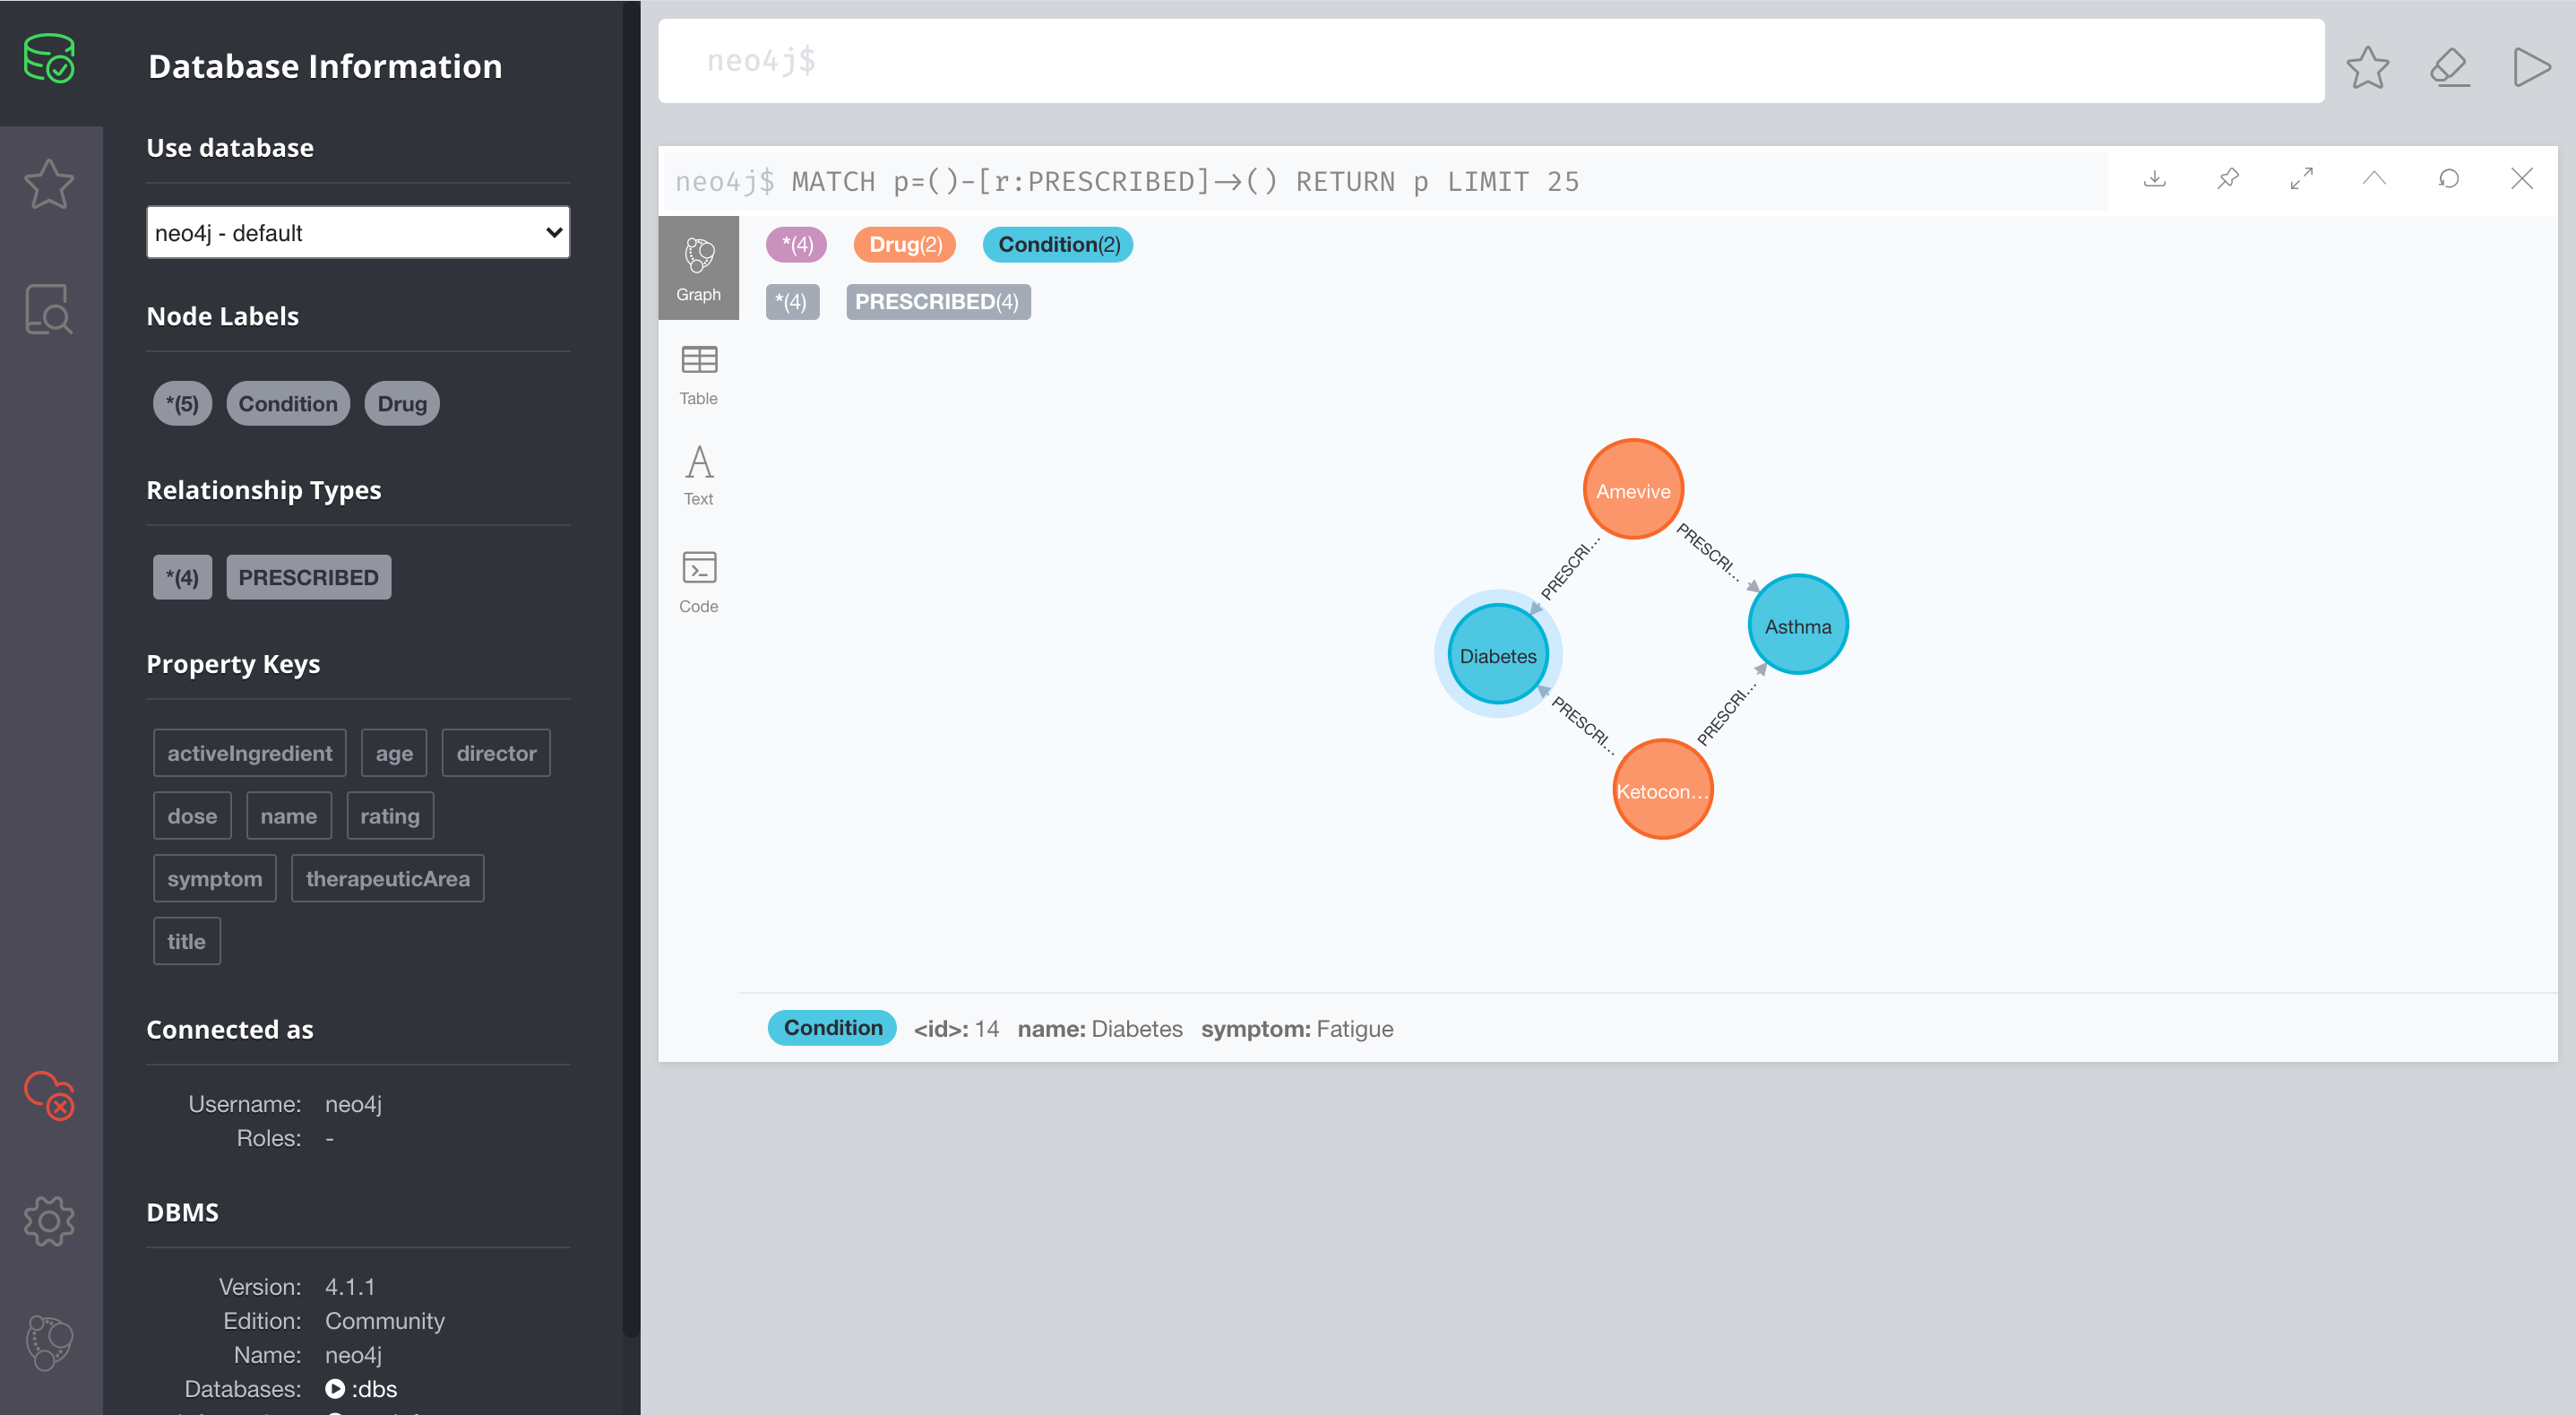 Database Information
Use database
neo4j - default
Node Labels
*(5) Condition Drug
Relationship Types
*(4) PRESCRIBED
Property Keys
activeIngredient age director
dose name rating
symptom therapeuticArea
title
Connected as
Username: neo4j
Roles: -
DBMS
Version: 4.1.1
Edition: Community
Name: neo4j
Databases: :dbs
neo4j$
neo4j$ MATCH p=()-[r:PRESCRIBED]->() RETURN p LIMIT 25
Graph
Table
Text
Code
*(4) Drug(2) Condition(2)
*(4) PRESCRIBED(4)
Amevive
PRESCRI...
PRESCRI...
Asthma
Diabetes
PRESCRI...
PRESCRI...
Ketocon...
Condition <id>: 14 name: Diabetes symptom: Fatigue